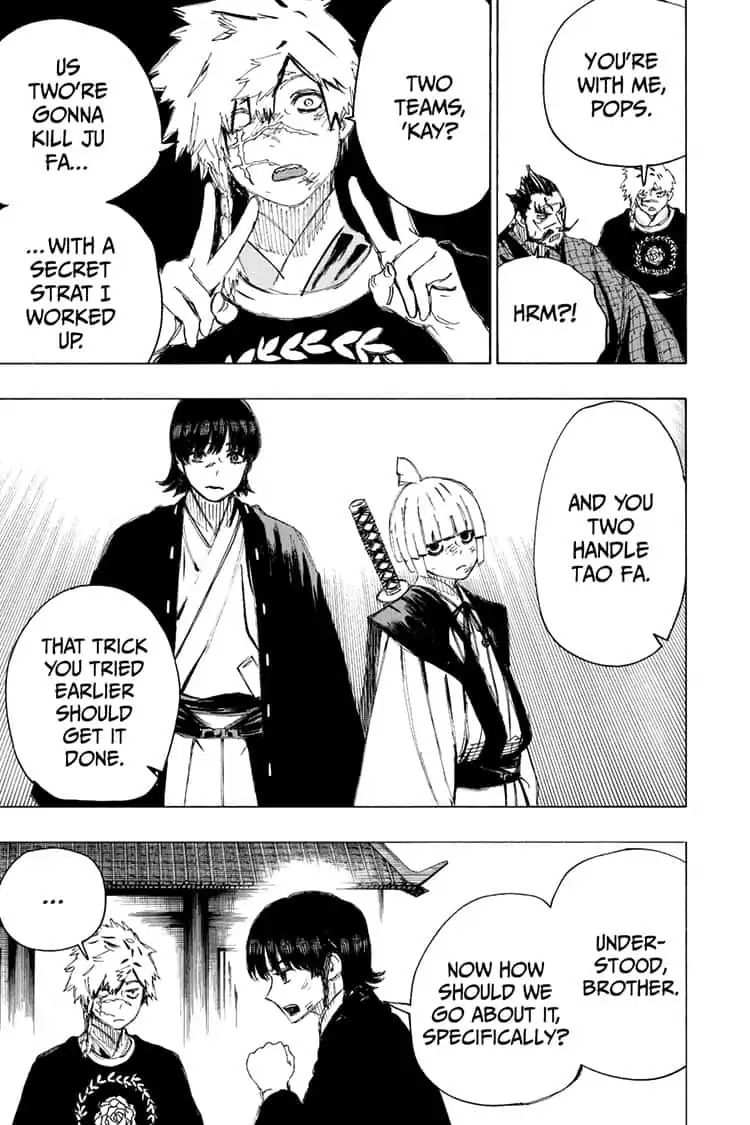 YOU'RE
WITH ME,
POPS.
HRM?!
TWO
TEAMS,
'KAY?
US
TWO'RE
GONNA
KILL JU
FA...
...WITH A
SECRET
STRAT I
WORKED
UP.
AND YOU
TWO
HANDLE
TAO FA.
THAT TRICK
YOU TRIED
EARLIER
SHOULD
GET IT
DONE.
UNDER-
STOOD,
BROTHER.
NOW HOW
SHOULD WE
GO ABOUT IT,
SPECIFICALLY?
...